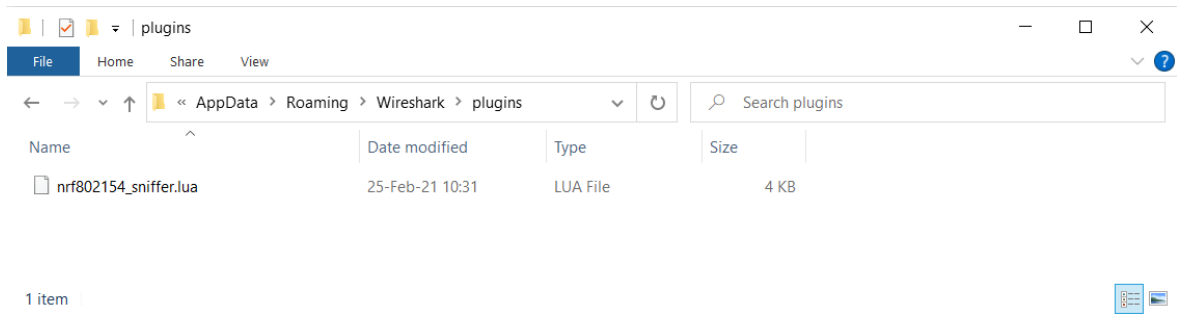 plugins
File Home Share View
« AppData > Roaming > Wireshark > plugins Search plugins
Name Date modified Type Size
nrf802154_sniffer.lua 25-Feb-21 10:31 LUA File 4 KB
1 item